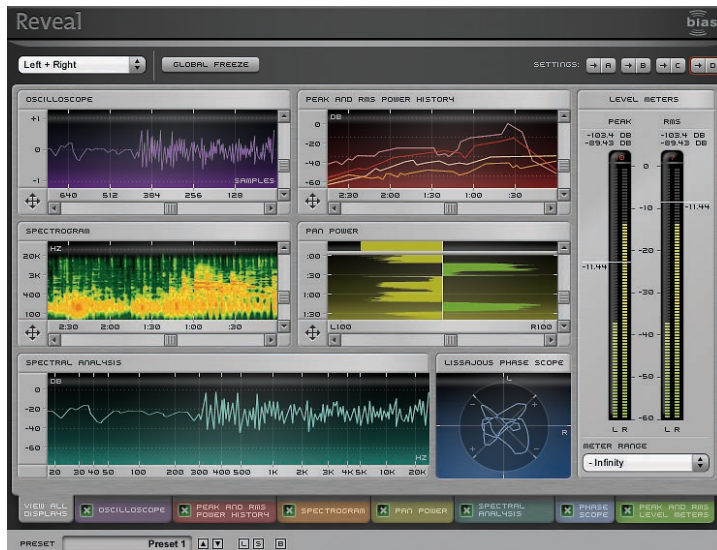 Reveal
bias
Left + Right
GLOBAL FREEZE
SETTINGS: → A → B → C → D
OSCILLOSCOPE
+1
0
-1
SAMPLES
640 512 384 256 128
PEAK AND RMS POWER HISTORY
DB
0
-20
-40
-60
2:30 2:00 1:30 1:00 :30
LEVEL METERS
PEAK RMS
-103.4 DB -103.4 DB
-89.43 DB -89.43 DB
0
-10
-20
-30
-40
-50
-60
-11.44
-11.44
L R L R
METER RANGE
- Infinity
SPECTROGRAM
HZ
20K
3K
400
100
2:30 2:00 1:30 1:00 :30
PAN POWER
:00
:30
1:00
1:30
L100 R100
SPECTRAL ANALYSIS
DB
0
-20
-40
-60
HZ
20 30 40 50 100 200 300 400 500 1K 2K 3K 4K 5K 10K 20K
LISSAJOUS PHASE SCOPE
L
R
- +
+ -
VIEW ALL DISPLAYS
OSCILLOSCOPE
PEAK AND RMS POWER HISTORY
SPECTROGRAM
PAN POWER
SPECTRAL ANALYSIS
PHASE SCOPE
PEAK AND RMS LEVEL METERS
PRESET Preset 1 L S B